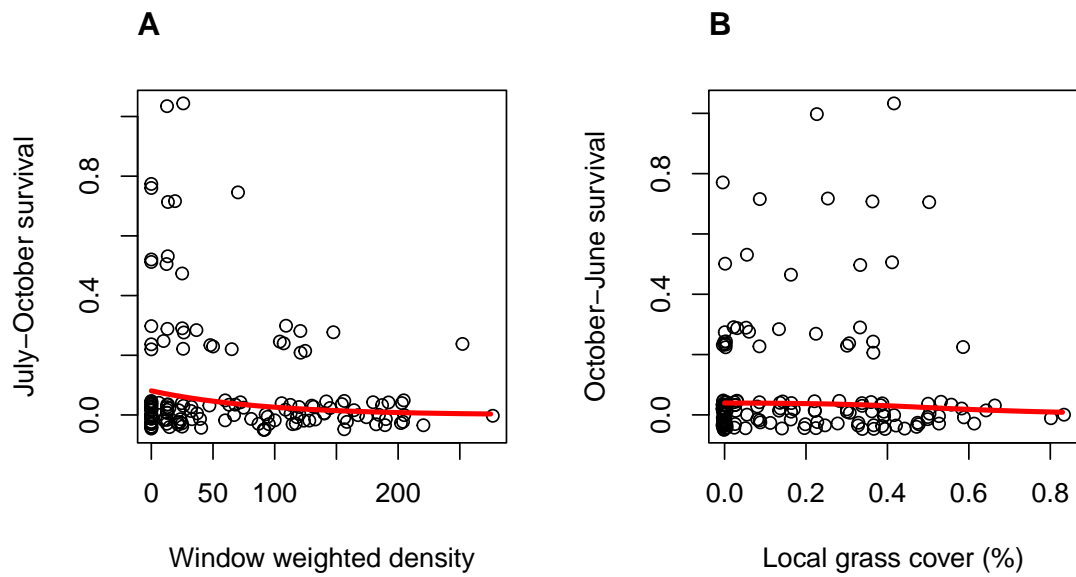 A
July−October survival
0.8
0.4
0.0
0 50 100 200
Window weighted density
B
October−June survival
0.8
0.4
0.0
0.0 0.2 0.4 0.6 0.8
Local grass cover (%)